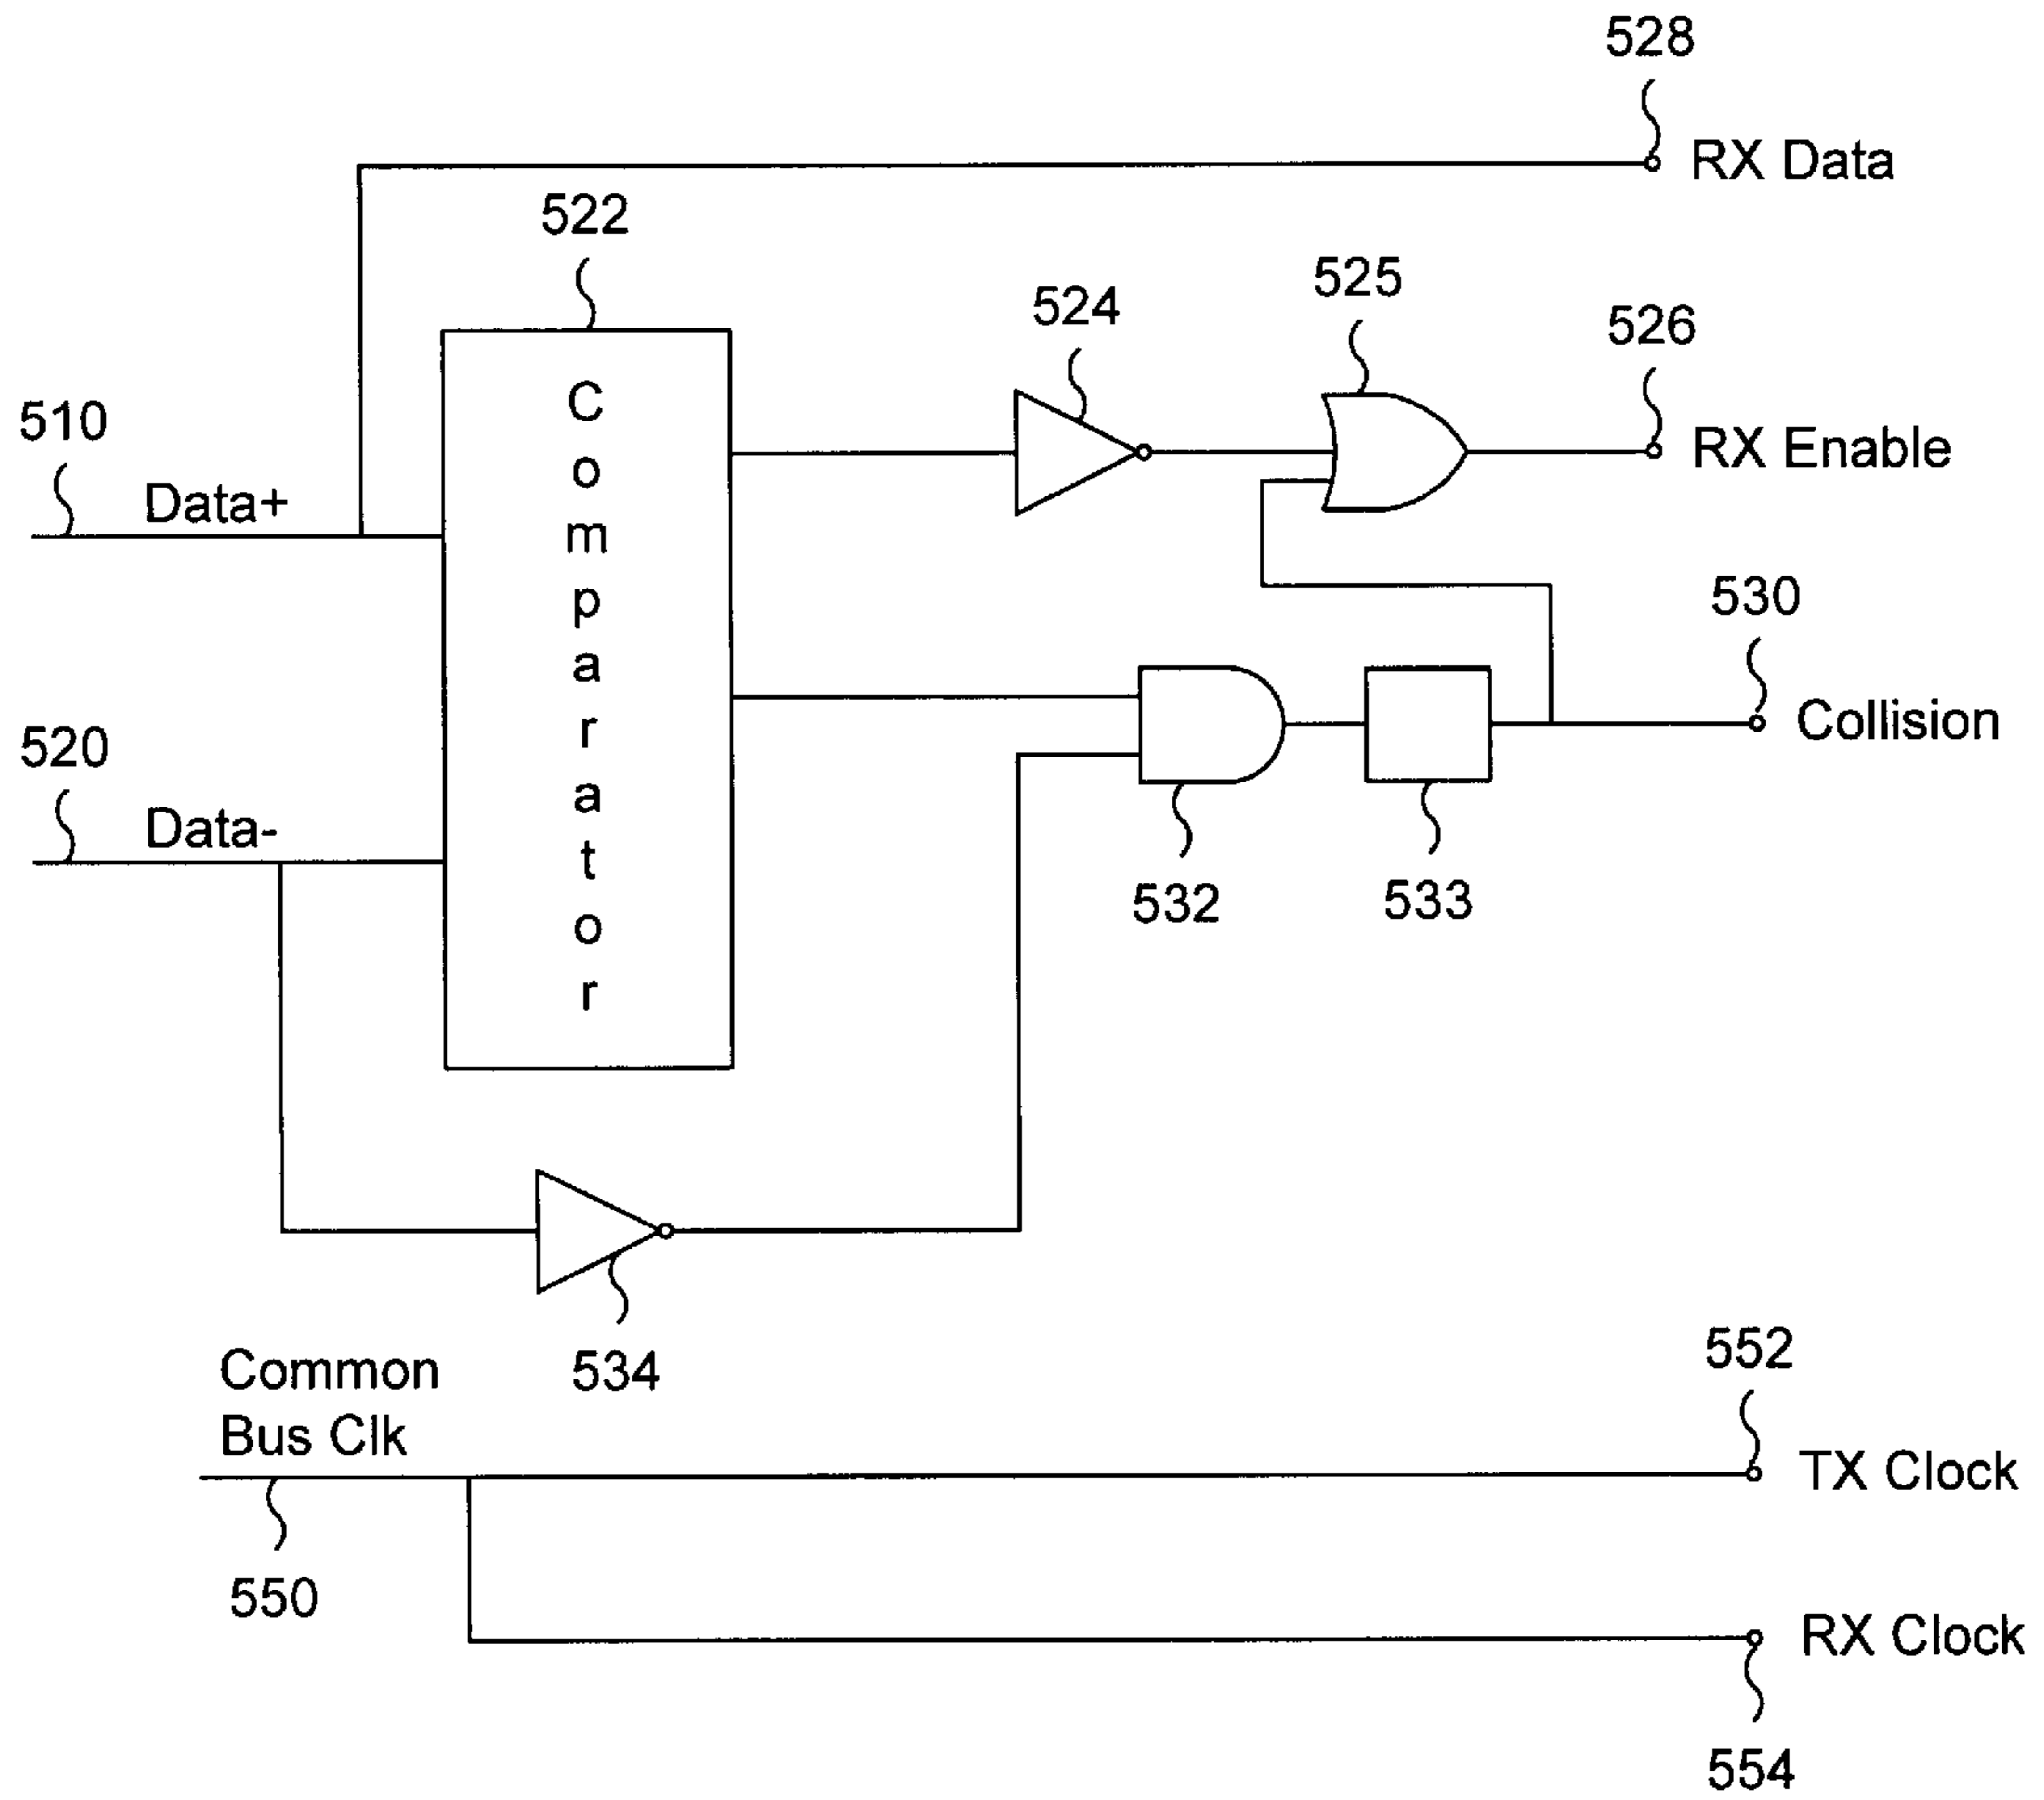 528
RX Data
522
525
524
526
RX Enable
510
Data+
Comparator
530
Collision
520
Data-
532
533
534
Common
Bus Clk
550
552
TX Clock
RX Clock
554